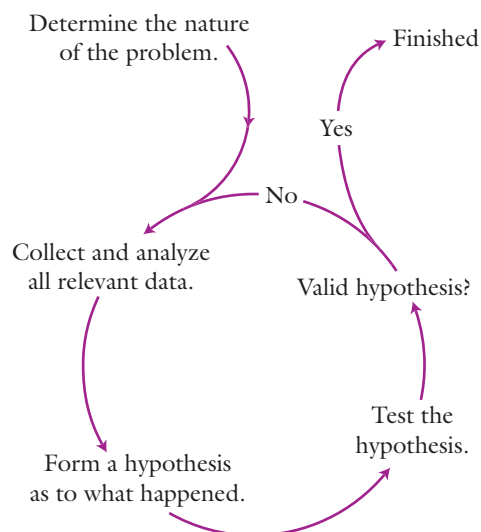 Determine the nature
of the problem.
Finished
Yes
No
Collect and analyze
all relevant data.
Valid hypothesis?
Test the
hypothesis.
Form a hypothesis
as to what happened.